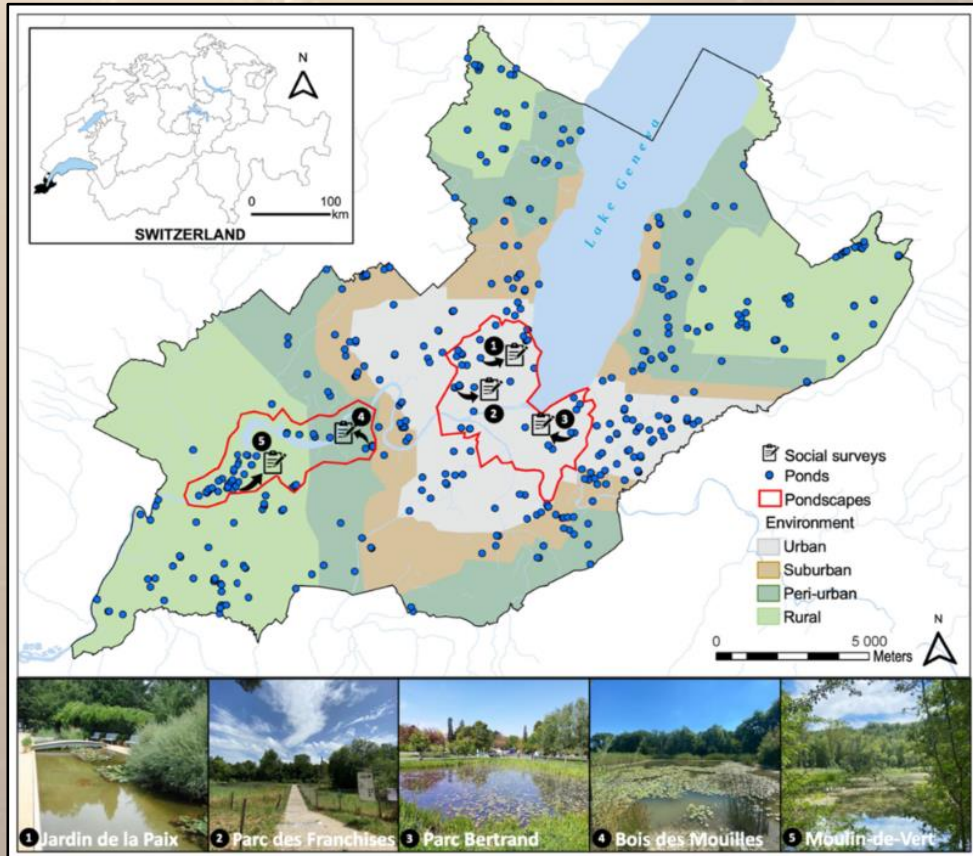 N
0 100
km
SWITZERLAND
Lake Geneva
1
2
3
4
5
Social surveys
Ponds
Pondscapes
Environment
Urban
Suburban
Peri-urban
Rural
N
0 5 000
Meters
1 Jardin de la Paix
2 Parc des Franchises
3 Parc Bertrand
4 Bois des Mouilles
5 Moulin-de-Vert